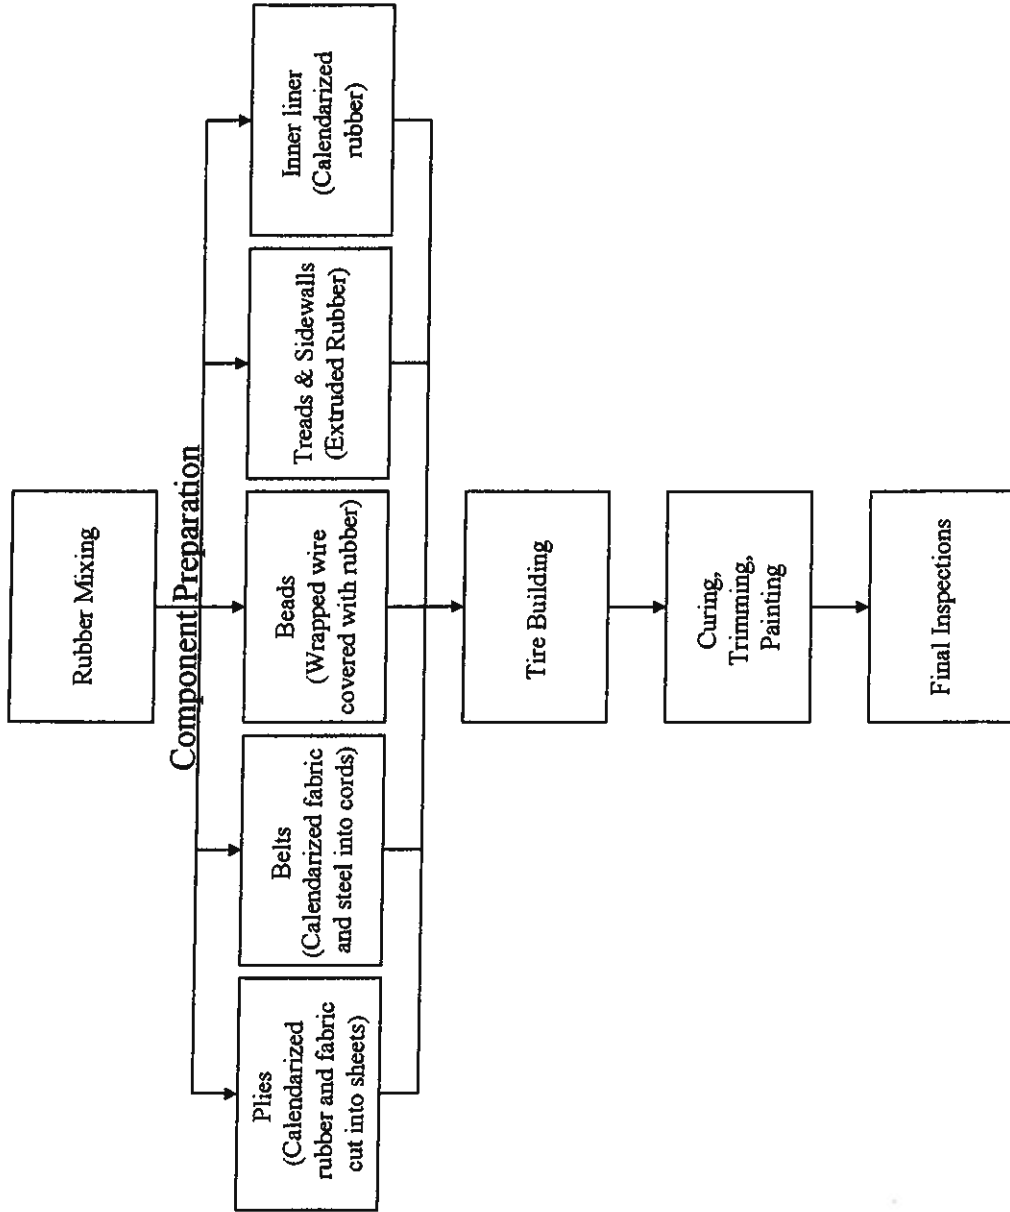 Rubber Mixing
Component Preparation
Plies
(Calendarized
rubber and fabric
cut into sheets)
Belts
(Calendarized fabric
and steel into cords)
Beads
(Wrapped wire
covered with rubber)
Treads & Sidewalls
(Extruded Rubber)
Inner liner
(Calendarized
rubber)
Tire Building
Curing,
Trimming,
Painting
Final Inspections